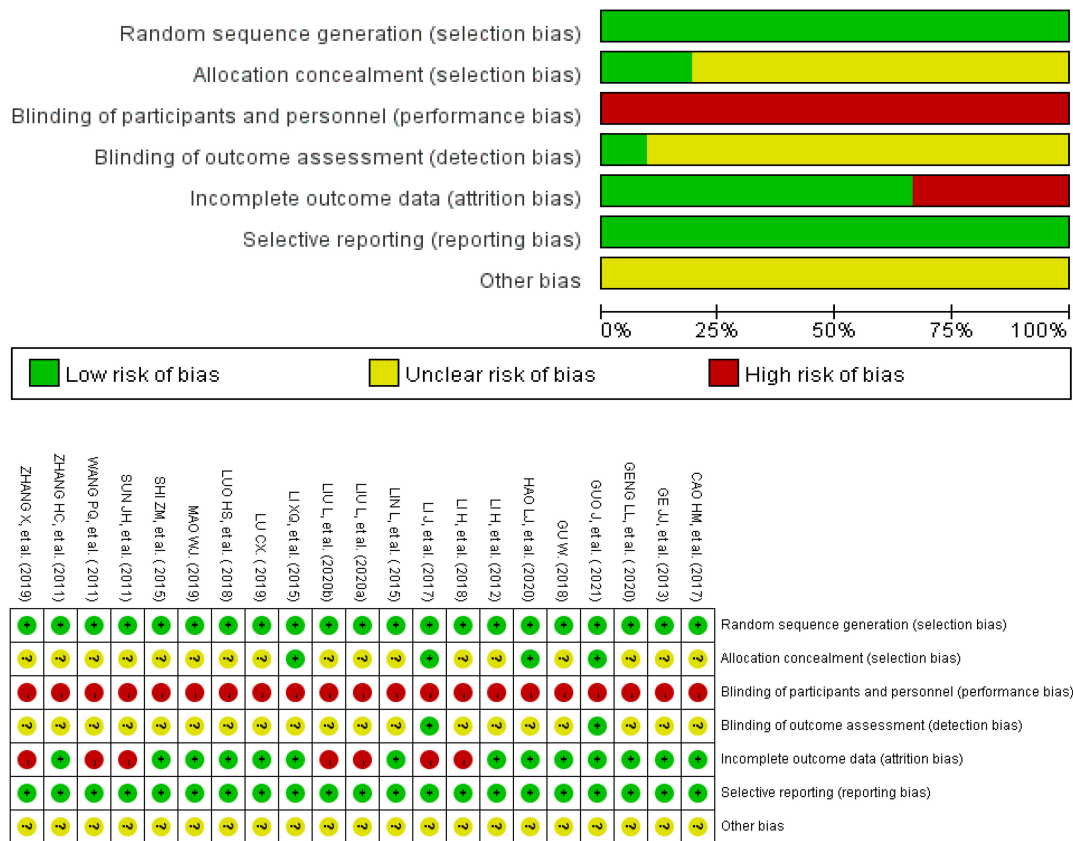 Random sequence generation (selection bias)
Allocation concealment (selection bias)
Blinding of participants and personnel (performance bias)
Blinding of outcome assessment (detection bias)
Incomplete outcome data (attrition bias)
Selective reporting (reporting bias)
Other bias
0% 25% 50% 75% 100%
Low risk of bias Unclear risk of bias High risk of bias
ZHANG X, et al. (2019)
ZHANG HC, et al. (2011)
WANG PQ, et al. ( 2011)
SUN JH, et al. (2011)
SHI ZM, et al. ( 2015)
MAO WJ. (2019)
LUO HS, et al. ( 2018)
LU CX. ( 2019)
LI XQ, et al. (2015)
LIU L, et al. (2020b)
LIU L, et al. (2020a)
LIN L, et al. ( 2015)
LI J, et al. (2017)
LI H, et al. ( 2018)
LI H, et al. (2012)
HAO LJ, et al. (2020)
GU W. (2018)
GUO J, et al. ( 2021)
GENG LL, et al. ( 2020)
GE JJ, et al. (2013)
CAO HM, et al. (2017)
+ + + + + + + + + + + + + + + + + + + + + Random sequence generation (selection bias)
? ? ? ? ? ? ? ? + ? ? ? + ? ? + ? + ? ? ? Allocation concealment (selection bias)
- - - - - - - - - - - - - - - - - - - - - Blinding of participants and personnel (performance bias)
? ? ? ? ? ? ? ? ? ? ? ? + ? ? ? ? + ? ? ? Blinding of outcome assessment (detection bias)
- + - - + + + + + - - + - - + + + + + + + Incomplete outcome data (attrition bias)
+ + + + + + + + + + + + + + + + + + + + + Selective reporting (reporting bias)
? ? ? ? ? ? ? ? ? ? ? ? ? ? ? ? ? ? ? ? ? Other bias